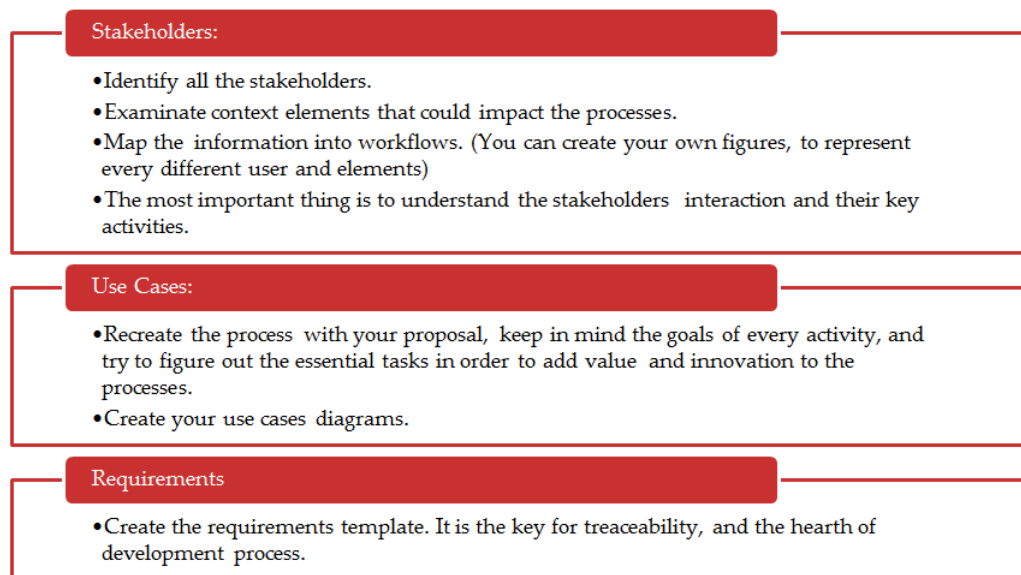 Stakeholders:
•Identify all the stakeholders.
•Examinate context elements that could impact the processes.
•Map the information into workflows. (You can create your own figures, to represent
every different user and elements)
•The most important thing is to understand the stakeholders interaction and their key
activities.
Use Cases:
•Recreate the process with your proposal, keep in mind the goals of every activity, and
try to figure out the essential tasks in order to add value and innovation to the
processes.
•Create your use cases diagrams.
Requirements
•Create the requirements template. It is the key for treaceability, and the hearth of
development process.